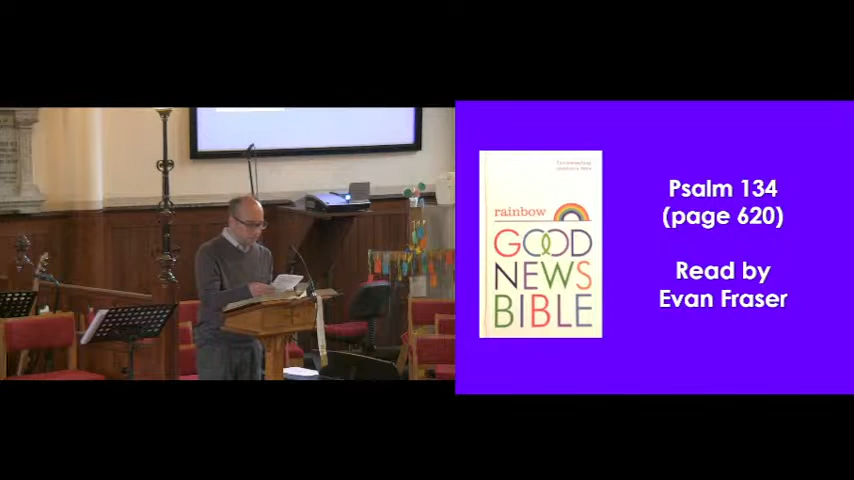 rainbow
GOOD
NEWS
BIBLE
Psalm 134
(page 620)
Read by
Evan Fraser